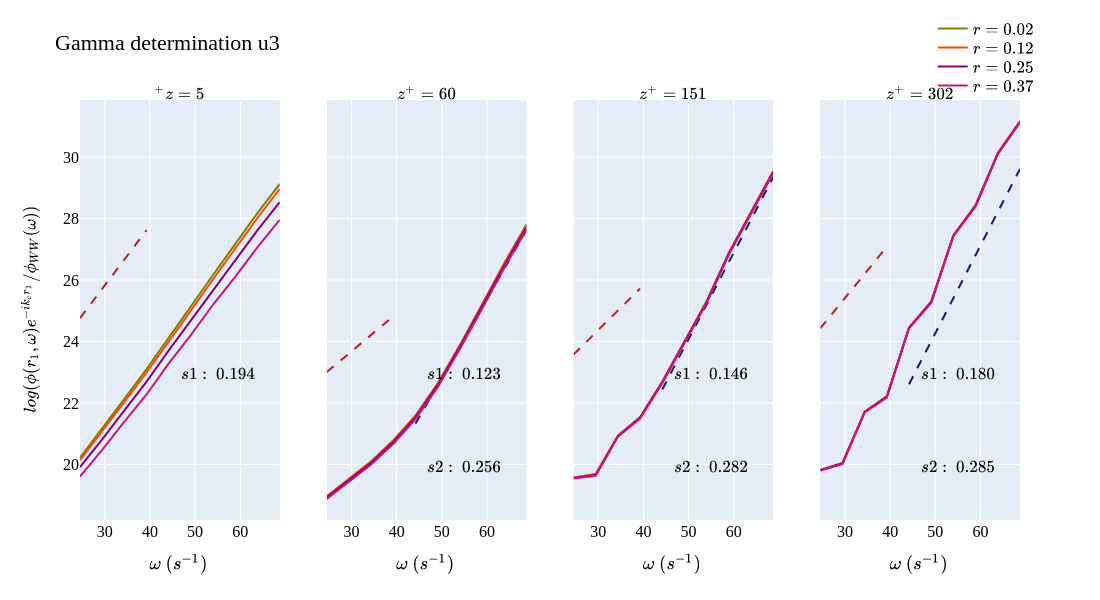 Gamma determination u3
r = 0.02
r = 0.12
r = 0.25
r = 0.37
⁺z = 5
z⁺ = 60
z⁺ = 151
z⁺ = 302
log(ϕ(r₁, ω)e^{−ik_c r₁}/ϕ_{WW}(ω))
30
28
26
24
22
20
s1 : 0.194
s1 : 0.123
s1 : 0.146
s1 : 0.180
s2 : 0.256
s2 : 0.282
s2 : 0.285
30 40 50 60
30 40 50 60
30 40 50 60
30 40 50 60
ω (s⁻¹)
ω (s⁻¹)
ω (s⁻¹)
ω (s⁻¹)